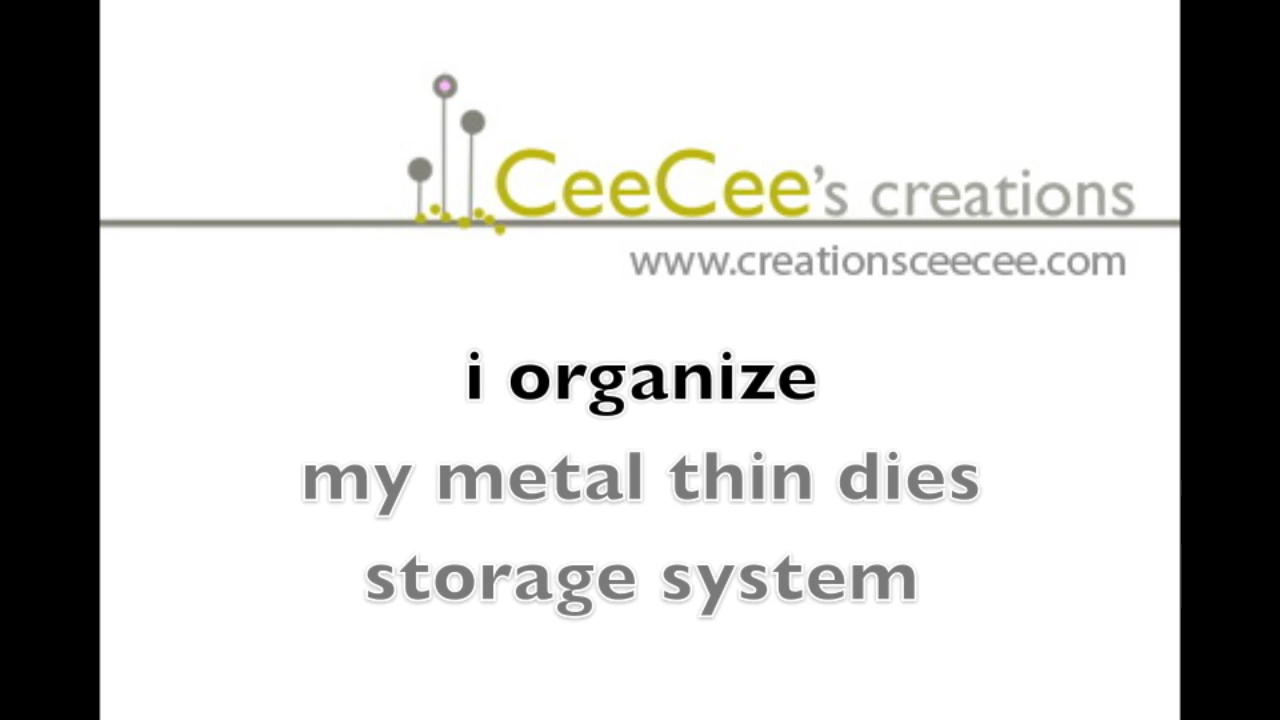 CeeCee's creations
www.creationsceecee.com
i organize
my metal thin dies
storage system